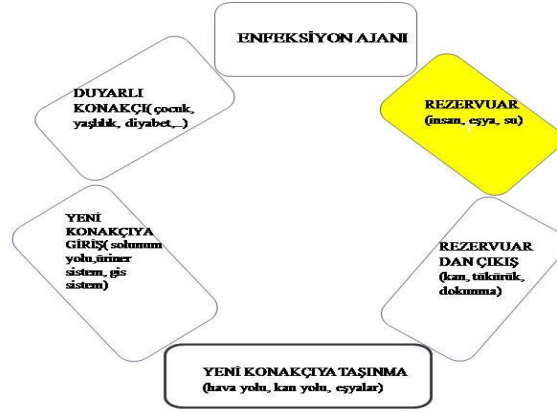 ENFEKSİYON AJANI
DUYARLI
KONAKÇI( çocuk,
yaşlılık, diyabet,..)
REZERVUAR
(insan, eşya, su)
YENİ
KONAKÇIYA
GİRİŞ( solunum
yolu,üriner
sistem, gis
sistem)
REZERVUAR
DAN ÇIKIŞ
(kan, tükürük,
dokunma)
YENİ KONAKÇIYA TAŞINMA
(hava yolu, kan yolu, eşyalar)